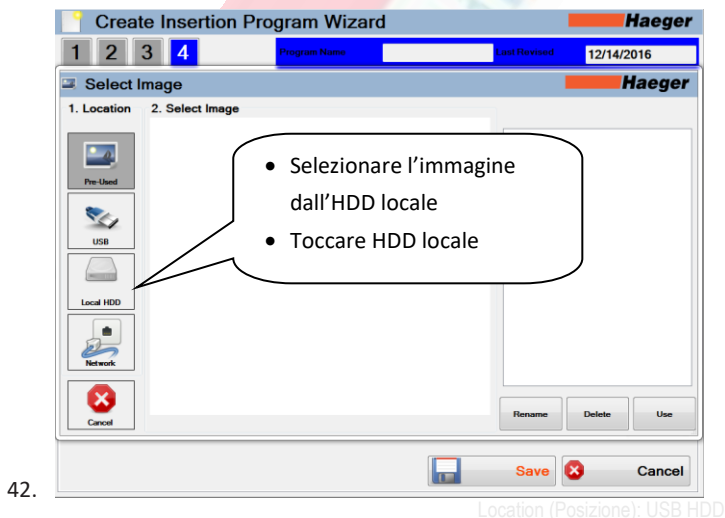 Create Insertion Program Wizard
Haeger
1 2 3 4
Program Name
Last Revised
12/14/2016
Select Image
Haeger
1. Location
2. Select Image
Pre-Used
USB
Local HDD
Network
Cancel
• Selezionare l’immagine
dall’HDD locale
• Toccare HDD locale
Rename
Delete
Use
Save
Cancel
42.
Location (Posizione): USB HDD